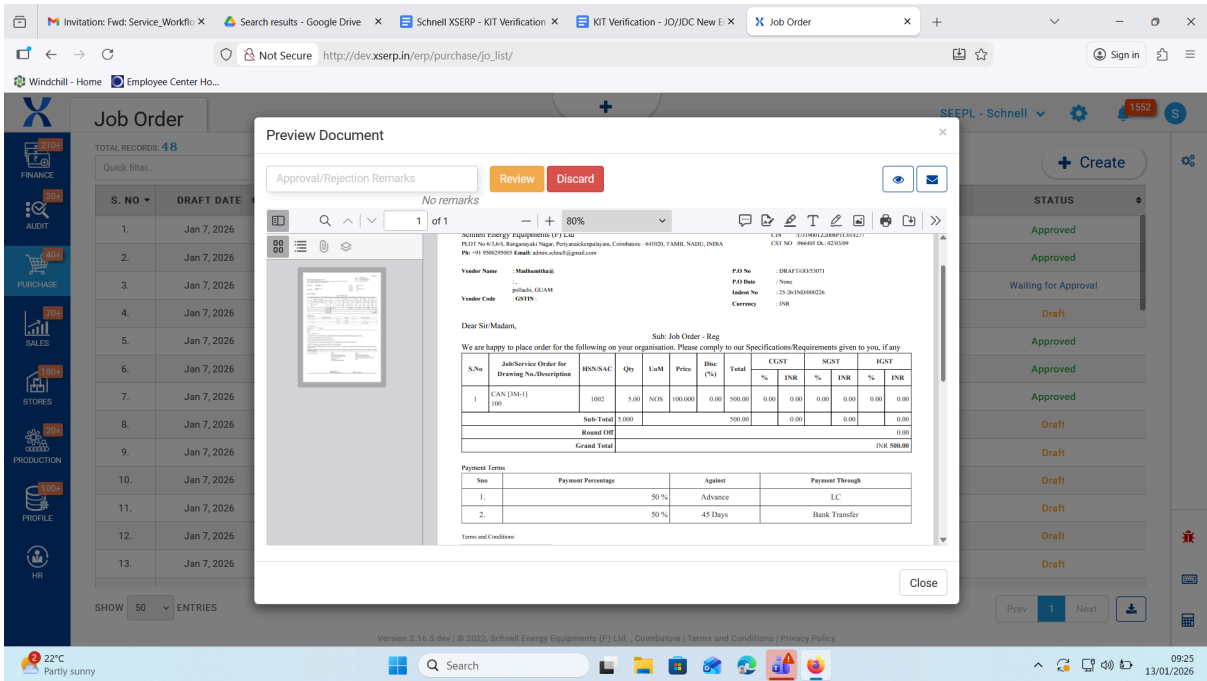 Invitation: Fwd: Service_Workflo
Search results - Google Drive
Schnell XSERP - KIT Verification
KIT Verification - JO/JDC New E
Job Order
Not Secure http://dev.xserp.in/erp/purchase/jo_list/
Sign in
Windchill - Home
Employee Center Ho...
Job Order
SEEPL - Schnell
1552
S
TOTAL RECORDS: 48
Quick filter..
Create
S. NO
DRAFT DATE
STATUS
1. Jan 7, 2026 Approved
2. Jan 7, 2026 Approved
3. Jan 7, 2026 Waiting for Approval
4. Jan 7, 2026 Draft
5. Jan 7, 2026 Approved
6. Jan 7, 2026 Approved
7. Jan 7, 2026 Approved
8. Jan 7, 2026 Draft
9. Jan 7, 2026 Draft
10. Jan 7, 2026 Draft
11. Jan 7, 2026 Draft
12. Jan 7, 2026 Draft
13. Jan 7, 2026 Draft
SHOW 50 ENTRIES
Prev 1 Next
210+
FINANCE
20+
AUDIT
40+
PURCHASE
70+
SALES
180+
STORES
20+
PRODUCTION
100+
PROFILE
HR
Preview Document
Approval/Rejection Remarks
Review
Discard
No remarks
1 of 1
80%
Schnell Energy Equipments (P) Ltd
PLOT No 6/3,6/4, Ranganayaki Nagar, Periyanaickenpalayam, Coimbatore - 641020, TAMIL NADU, INDIA
CST NO :966405 Dt.: 02/03/09
Ph: +91 9500295005 Email: admin.schnell@gmail.com
Vendor Name : Madhumitha@
: ,
pollachi, GUAM
Vendor Code : GSTIN:
P.O No : DRAFT/JO/53071
P.O Date : None
Indent No : 25-26/IND/000226
Currency : INR
Dear Sir/Madam,
Sub: Job Order - Reg
We are happy to place order for the following on your organisation. Please comply to our Specifications/Requirements given to you, if any
S.No Job/Service Order for Drawing No./Description HSN/SAC Qty UoM Price Disc (%) Total CGST SGST IGST
% INR % INR % INR
1 CAN [3M-1] 1002 5.00 NOS 100.000 0.00 500.00 0.00 0.00 0.00 0.00 0.00 0.00
100
Sub-Total 5.000 500.00 0.00 0.00 0.00
Round Off 0.00
Grand Total INR 500.00
Payment Terms
Sno Payment Percentage Against Payment Through
1. 50 % Advance LC
2. 50 % 45 Days Bank Transfer
Terms and Conditions
Close
Version 2.16.5 dev | © 2022, Schnell Energy Equipments (P) Ltd. , Coimbatore | Terms and Conditions | Privacy Policy
2
22°C
Partly sunny
Search
09:25
13/01/2026